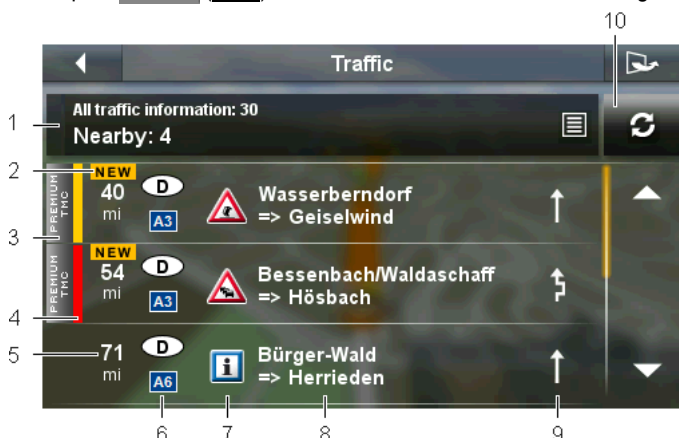 10
Traffic
1
All traffic information: 30
Nearby: 4
2
NEW
PREMIUM
TMC
40
mi
D
A3
Wasserberndorf
=> Geiselwind
3
NEW
PREMIUM
TMC
54
mi
D
A3
Bessenbach/Waldaschaff
=> Hösbach
4
5
71
mi
D
A6
i
Bürger-Wald
=> Herrieden
6 7 8 9